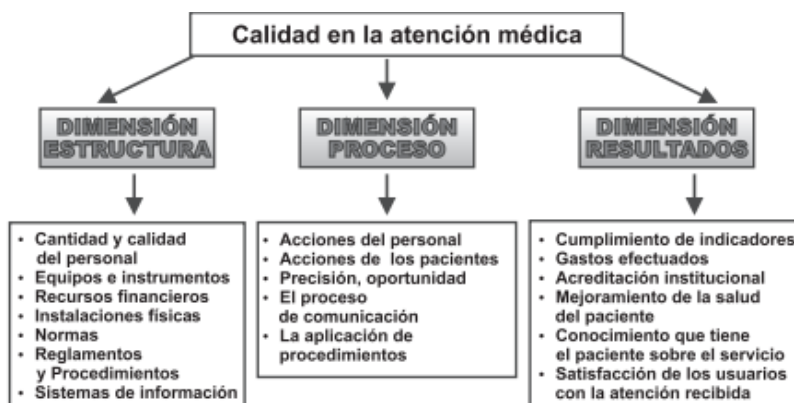 Calidad en la atención médica
DIMENSIÓN
ESTRUCTURA
DIMENSIÓN
PROCESO
DIMENSIÓN
RESULTADOS
• Cantidad y calidad
del personal
• Equipos e instrumentos
• Recursos financieros
• Instalaciones físicas
• Normas
• Reglamentos
y Procedimientos
• Sistemas de información
• Acciones del personal
• Acciones de los pacientes
• Precisión, oportunidad
• El proceso
de comunicación
• La aplicación de
procedimientos
• Cumplimiento de indicadores
• Gastos efectuados
• Acreditación institucional
• Mejoramiento de la salud
del paciente
• Conocimiento que tiene
el paciente sobre el servicio
• Satisfacción de los usuarios
con la atención recibida